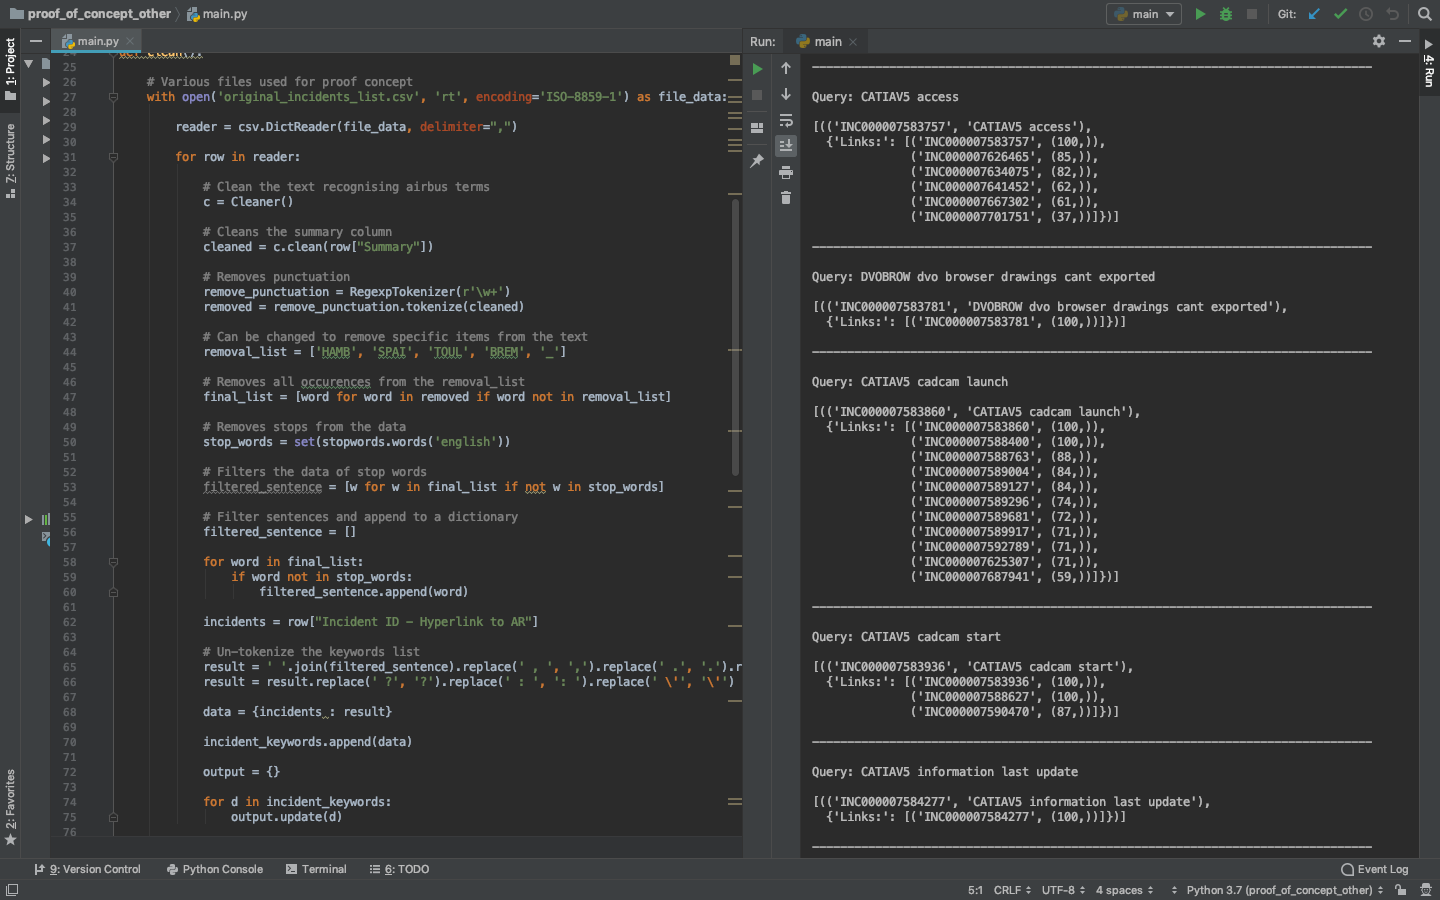 proof_of_concept_other main.py
main
Git:
1: Project
7: Structure
2: Favorites
main.py
def clean():
25
26 # Various files used for proof concept
27 with open('original_incidents_list.csv', 'rt', encoding='ISO-8859-1') as file_data:
28
29 reader = csv.DictReader(file_data, delimiter=",")
30
31 for row in reader:
32
33 # Clean the text recognising airbus terms
34 c = Cleaner()
35
36 # Cleans the summary column
37 cleaned = c.clean(row["Summary"])
38
39 # Removes punctuation
40 remove_punctuation = RegexpTokenizer(r'\w+')
41 removed = remove_punctuation.tokenize(cleaned)
42
43 # Can be changed to remove specific items from the text
44 removal_list = ['HAMB', 'SPAI', 'TOUL', 'BREM', '_']
45
46 # Removes all occurences from the removal_list
47 final_list = [word for word in removed if word not in removal_list]
48
49 # Removes stops from the data
50 stop_words = set(stopwords.words('english'))
51
52 # Filters the data of stop words
53 filtered_sentence = [w for w in final_list if not w in stop_words]
54
55 # Filter sentences and append to a dictionary
56 filtered_sentence = []
57
58 for word in final_list:
59 if word not in stop_words:
60 filtered_sentence.append(word)
61
62 incidents = row["Incident ID - Hyperlink to AR"]
63
64 # Un-tokenize the keywords list
65 result = ' '.join(filtered_sentence).replace(' , ', ',').replace(' .', '.').r
66 result = result.replace(' ?', '?').replace(' : ', ': ').replace(' \'', '\'')
67
68 data = {incidents : result}
69
70 incident_keywords.append(data)
71
72 output = {}
73
74 for d in incident_keywords:
75 output.update(d)
76
Run: main
4: Run
Query: CATIAV5 access
[(('INC000007583757', 'CATIAV5 access'),
{'Links:': [('INC000007583757', (100,)),
('INC000007626465', (85,)),
('INC000007634075', (82,)),
('INC000007641452', (62,)),
('INC000007667302', (61,)),
('INC000007701751', (37,))]})]
Query: DVOBROW dvo browser drawings cant exported
[(('INC000007583781', 'DVOBROW dvo browser drawings cant exported'),
{'Links:': [('INC000007583781', (100,))]})]
Query: CATIAV5 cadcam launch
[(('INC000007583860', 'CATIAV5 cadcam launch'),
{'Links:': [('INC000007583860', (100,)),
('INC000007588400', (100,)),
('INC000007588763', (88,)),
('INC000007589004', (84,)),
('INC000007589127', (84,)),
('INC000007589296', (74,)),
('INC000007589681', (72,)),
('INC000007589917', (71,)),
('INC000007592789', (71,)),
('INC000007625307', (71,)),
('INC000007687941', (59,))]})]
Query: CATIAV5 cadcam start
[(('INC000007583936', 'CATIAV5 cadcam start'),
{'Links:': [('INC000007583936', (100,)),
('INC000007588627', (100,)),
('INC000007590470', (87,))]})]
Query: CATIAV5 information last update
[(('INC000007584277', 'CATIAV5 information last update'),
{'Links:': [('INC000007584277', (100,))]})]
9: Version Control Python Console Terminal 6: TODO Event Log
5:1 CRLF UTF-8 4 spaces Python 3.7 (proof_of_concept_other)